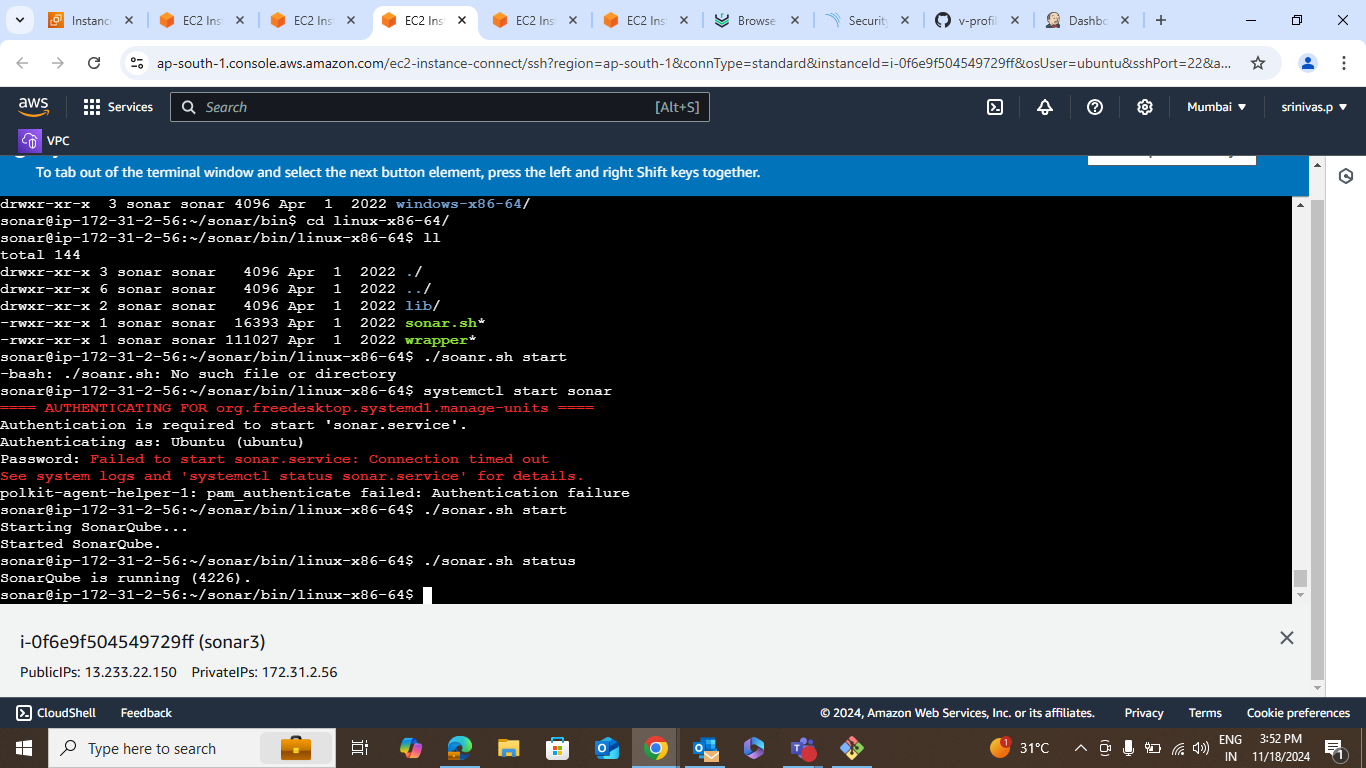 Instance
EC2 Inst
EC2 Inst
EC2 Inst
EC2 Inst
EC2 Inst
Browse
Security
v-profil
Dashbo
ap-south-1.console.aws.amazon.com/ec2-instance-connect/ssh?region=ap-south-1&connType=standard&instanceId=i-0f6e9f504549729ff&osUser=ubuntu&sshPort=22&a...
aws
Services
Search
[Alt+S]
Mumbai
srinivas.p
VPC
To tab out of the terminal window and select the next button element, press the left and right Shift keys together.
drwxr-xr-x  3 sonar sonar 4096 Apr  1  2022 windows-x86-64/
sonar@ip-172-31-2-56:~/sonar/bin$ cd linux-x86-64/
sonar@ip-172-31-2-56:~/sonar/bin/linux-x86-64$ ll
total 144
drwxr-xr-x 3 sonar sonar   4096 Apr  1  2022 ./
drwxr-xr-x 6 sonar sonar   4096 Apr  1  2022 ../
drwxr-xr-x 2 sonar sonar   4096 Apr  1  2022 lib/
-rwxr-xr-x 1 sonar sonar  16393 Apr  1  2022 sonar.sh*
-rwxr-xr-x 1 sonar sonar 111027 Apr  1  2022 wrapper*
sonar@ip-172-31-2-56:~/sonar/bin/linux-x86-64$ ./soanr.sh start
-bash: ./soanr.sh: No such file or directory
sonar@ip-172-31-2-56:~/sonar/bin/linux-x86-64$ systemctl start sonar
==== AUTHENTICATING FOR org.freedesktop.systemd1.manage-units ====
Authentication is required to start 'sonar.service'.
Authenticating as: Ubuntu (ubuntu)
Password: Failed to start sonar.service: Connection timed out
See system logs and 'systemctl status sonar.service' for details.
polkit-agent-helper-1: pam_authenticate failed: Authentication failure
sonar@ip-172-31-2-56:~/sonar/bin/linux-x86-64$ ./sonar.sh start
Starting SonarQube...
Started SonarQube.
sonar@ip-172-31-2-56:~/sonar/bin/linux-x86-64$ ./sonar.sh status
SonarQube is running (4226).
sonar@ip-172-31-2-56:~/sonar/bin/linux-x86-64$
i-0f6e9f504549729ff (sonar3)
PublicIPs: 13.233.22.150    PrivateIPs: 172.31.2.56
CloudShell
Feedback
© 2024, Amazon Web Services, Inc. or its affiliates.
Privacy
Terms
Cookie preferences
Type here to search
1
31°C
ENG
IN
3:52 PM
11/18/2024
1